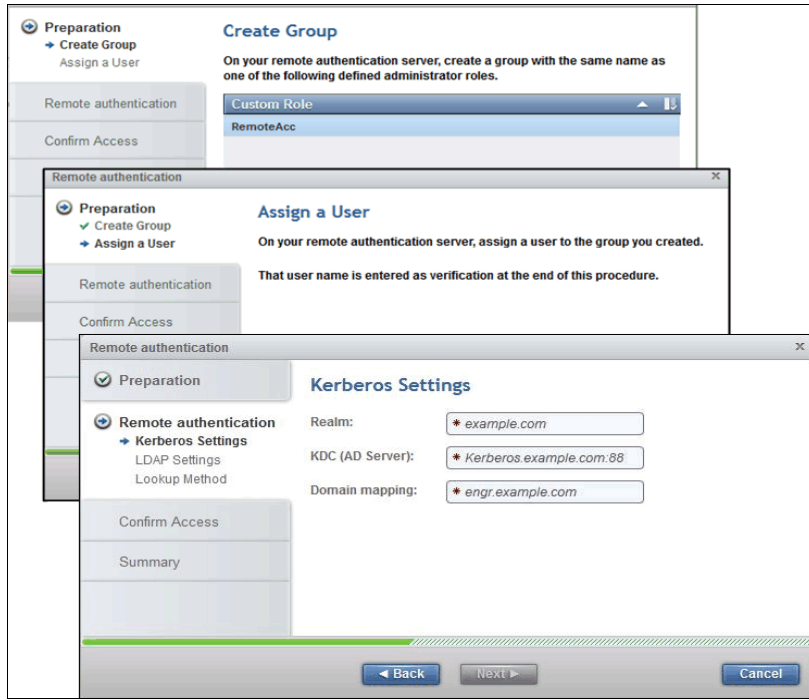 Preparation
Create Group
Assign a User
Remote authentication
Confirm Access
Create Group
On your remote authentication server, create a group with the same name as
one of the following defined administrator roles.
Custom Role
RemoteAcc
Remote authentication
x
Preparation
Create Group
Assign a User
Remote authentication
Confirm Access
Assign a User
On your remote authentication server, assign a user to the group you created.
That user name is entered as verification at the end of this procedure.
Remote authentication
x
Preparation
Remote authentication
Kerberos Settings
LDAP Settings
Lookup Method
Confirm Access
Summary
Kerberos Settings
Realm: * example.com
KDC (AD Server): * Kerberos.example.com:88
Domain mapping: * engr.example.com
Back Next Cancel